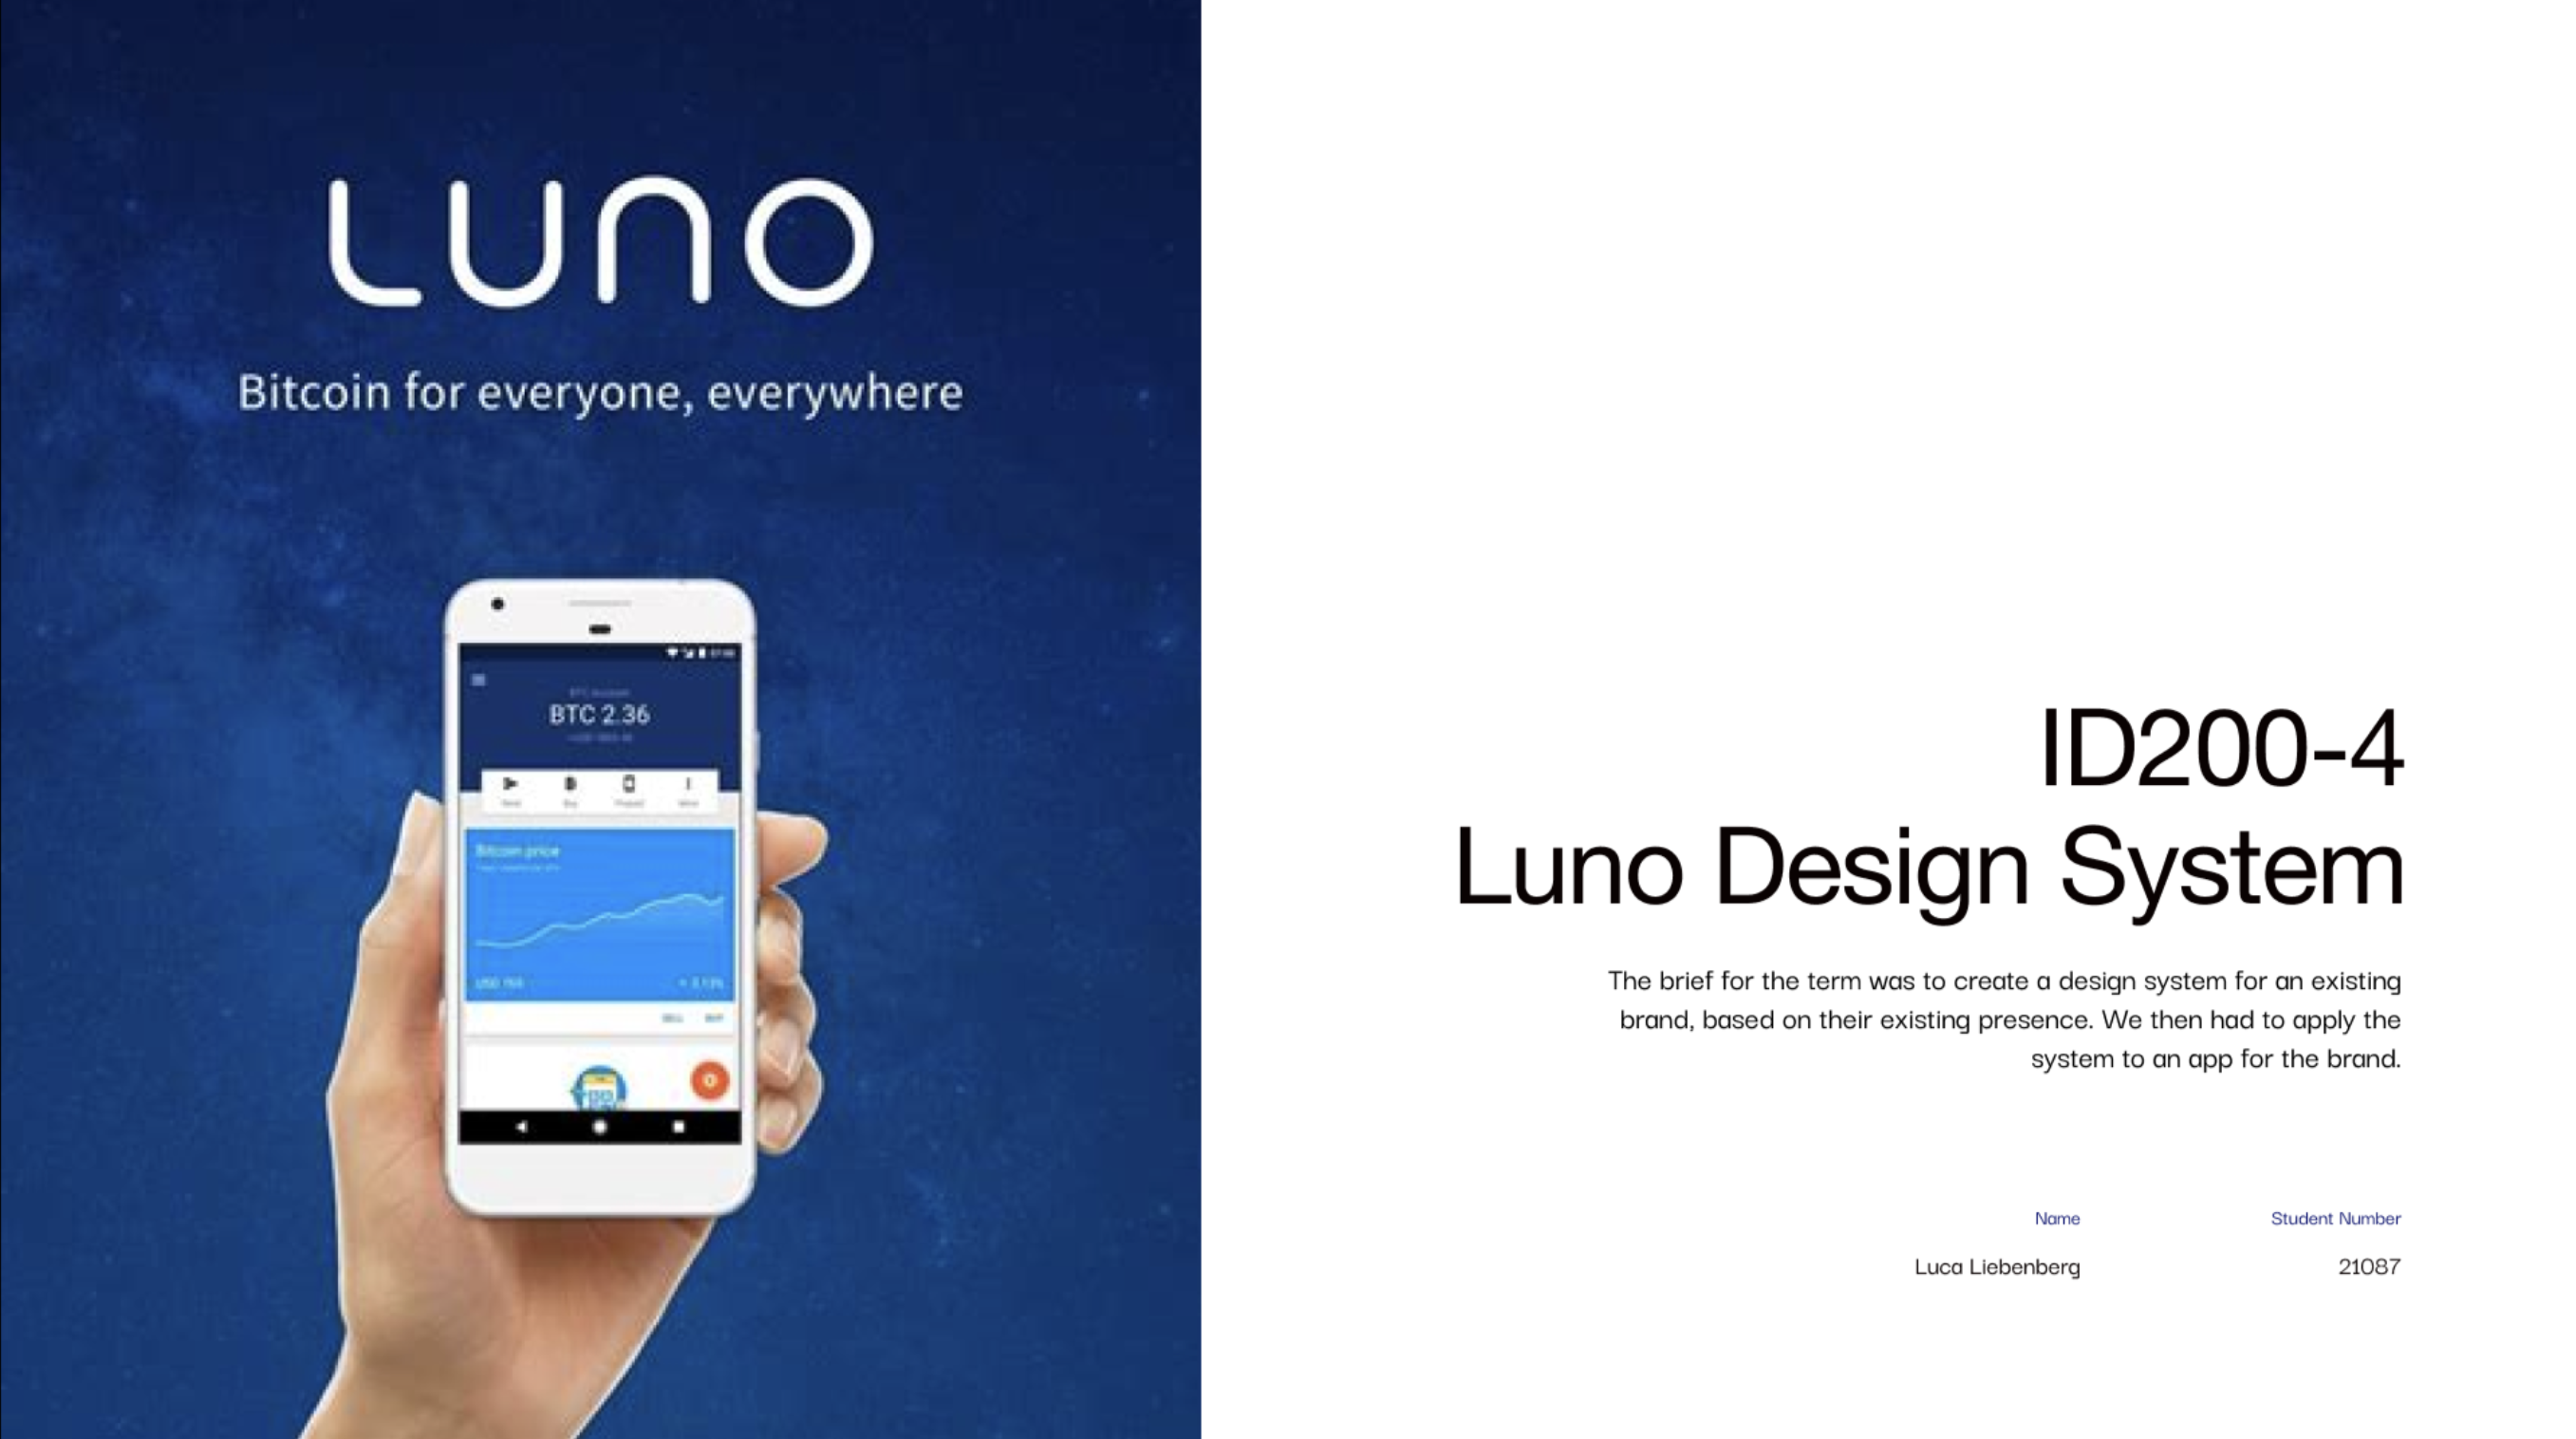 LUNO
Bitcoin for everyone, everywhere
BTC 2.36
Bitcoin price
ID200-4
Luno Design System
The brief for the term was to create a design system for an existing
brand, based on their existing presence. We then had to apply the
system to an app for the brand.
Name
Student Number
Luca Liebenberg
21087